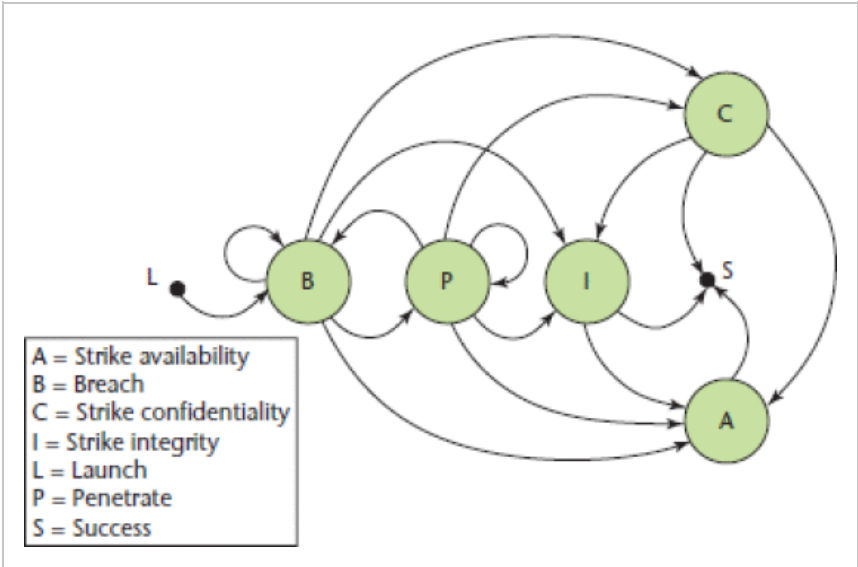 C
L
B
P
I
S
A
A = Strike availability
B = Breach
C = Strike confidentiality
I = Strike integrity
L = Launch
P = Penetrate
S = Success